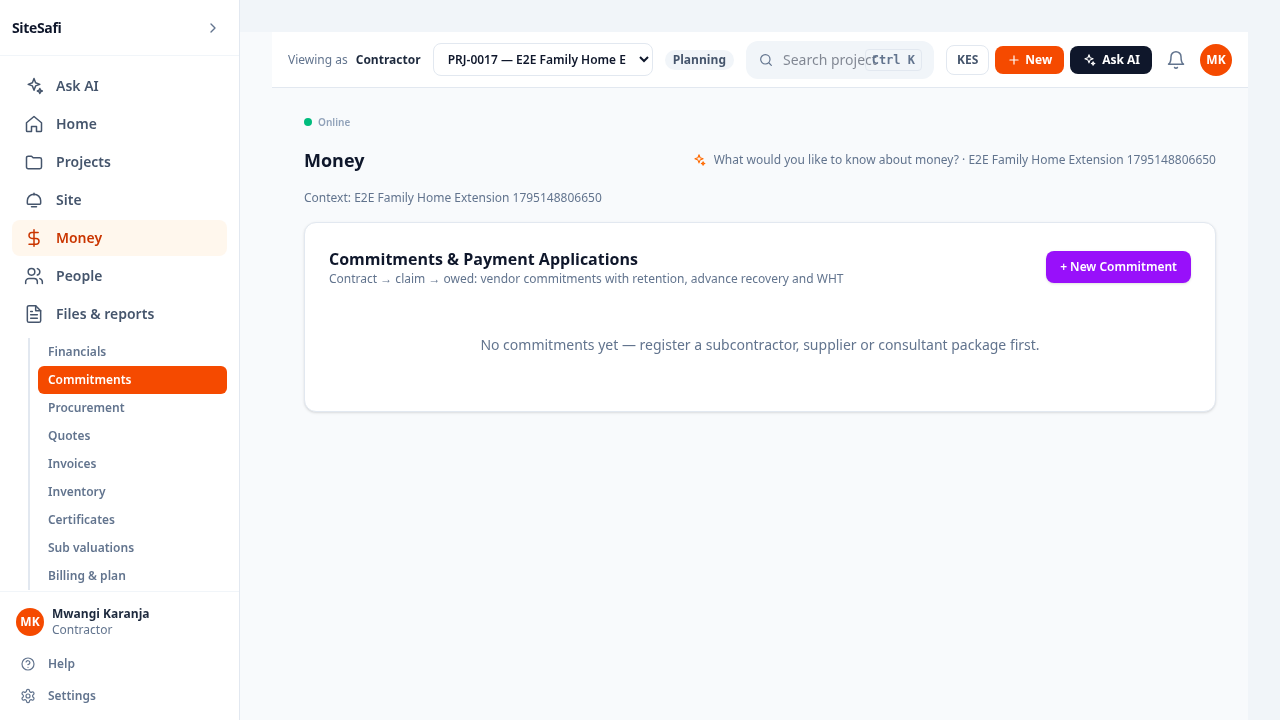 SiteSafi
Ask AI
Home
Projects
Site
Money
People
Files & reports
Financials
Commitments
Procurement
Quotes
Invoices
Inventory
Certificates
Sub valuations
Billing & plan
MK
Mwangi Karanja
Contractor
Help
Settings
Viewing as Contractor
PRJ-0017 — E2E Family Home E
Planning
Search project
Ctrl K
KES
New
Ask AI
MK
Online
Money
What would you like to know about money? · E2E Family Home Extension 1795148806650
Context: E2E Family Home Extension 1795148806650
Commitments & Payment Applications
Contract → claim → owed: vendor commitments with retention, advance recovery and WHT
+ New Commitment
No commitments yet — register a subcontractor, supplier or consultant package first.